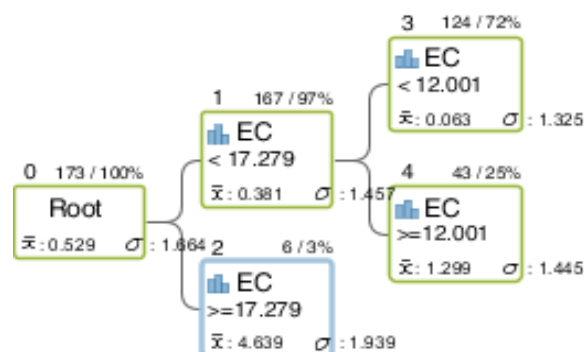 0 173 / 100%
Root
x̄: 0.529 σ : 1.664
1 167 / 97%
EC
< 17.279
x̄: 0.381 σ : 1.457
2 6 / 3%
EC
>=17.279
x̄: 4.639 σ : 1.939
3 124 / 72%
EC
< 12.001
x̄: 0.063 σ : 1.325
4 43 / 25%
EC
>=12.001
x̄: 1.299 σ : 1.445